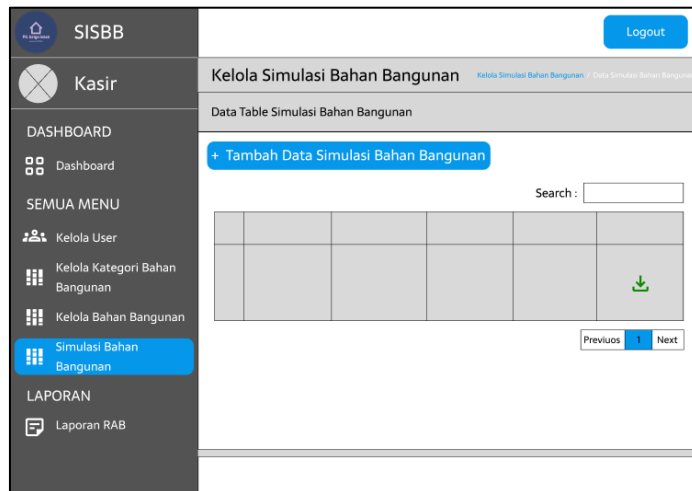 SISBB
Logout
Kasir
Kelola Simulasi Bahan Bangunan
Kelola Simulasi Bahan Bangunan / Data Simulasi Bahan Bangunan
Data Table Simulasi Bahan Bangunan
DASHBOARD
Dashboard
+ Tambah Data Simulasi Bahan Bangunan
Search :
SEMUA MENU
Kelola User
Kelola Kategori Bahan
Bangunan
Kelola Bahan Bangunan
Simulasi Bahan
Bangunan
Previuos 1 Next
LAPORAN
Laporan RAB